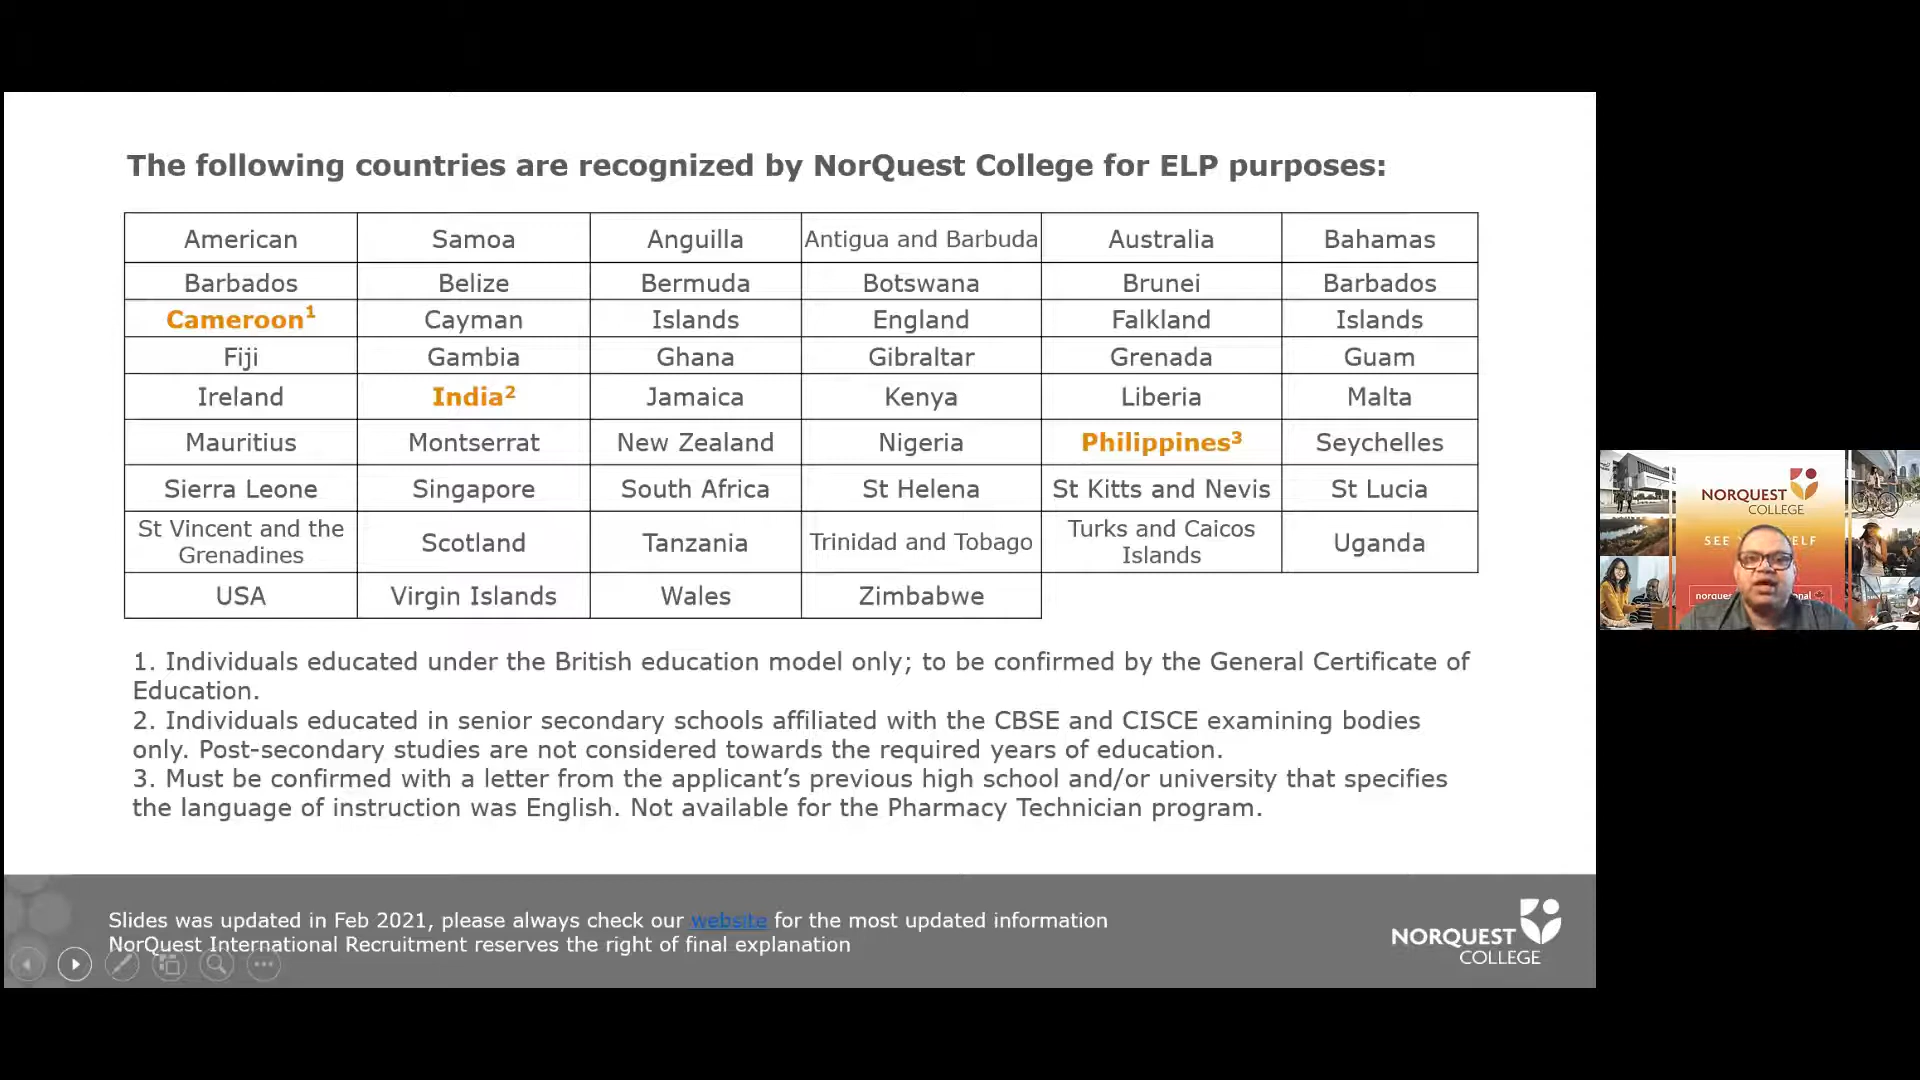 The following countries are recognized by NorQuest College for ELP purposes:
American Samoa Anguilla Antigua and Barbuda Australia Bahamas
Barbados Belize Bermuda Botswana Brunei Barbados
Cameroon¹ Cayman Islands England Falkland Islands
Fiji Gambia Ghana Gibraltar Grenada Guam
Ireland India² Jamaica Kenya Liberia Malta
Mauritius Montserrat New Zealand Nigeria Philippines³ Seychelles
Sierra Leone Singapore South Africa St Helena St Kitts and Nevis St Lucia
St Vincent and the Grenadines Scotland Tanzania Trinidad and Tobago Turks and Caicos Islands Uganda
USA Virgin Islands Wales Zimbabwe
1. Individuals educated under the British education model only; to be confirmed by the General Certificate of
Education.
2. Individuals educated in senior secondary schools affiliated with the CBSE and CISCE examining bodies
only. Post-secondary studies are not considered towards the required years of education.
3. Must be confirmed with a letter from the applicant’s previous high school and/or university that specifies
the language of instruction was English. Not available for the Pharmacy Technician program.
Slides was updated in Feb 2021, please always check our website for the most updated information
NorQuest International Recruitment reserves the right of final explanation
NORQUEST
COLLEGE
NORQUEST
COLLEGE
SEE